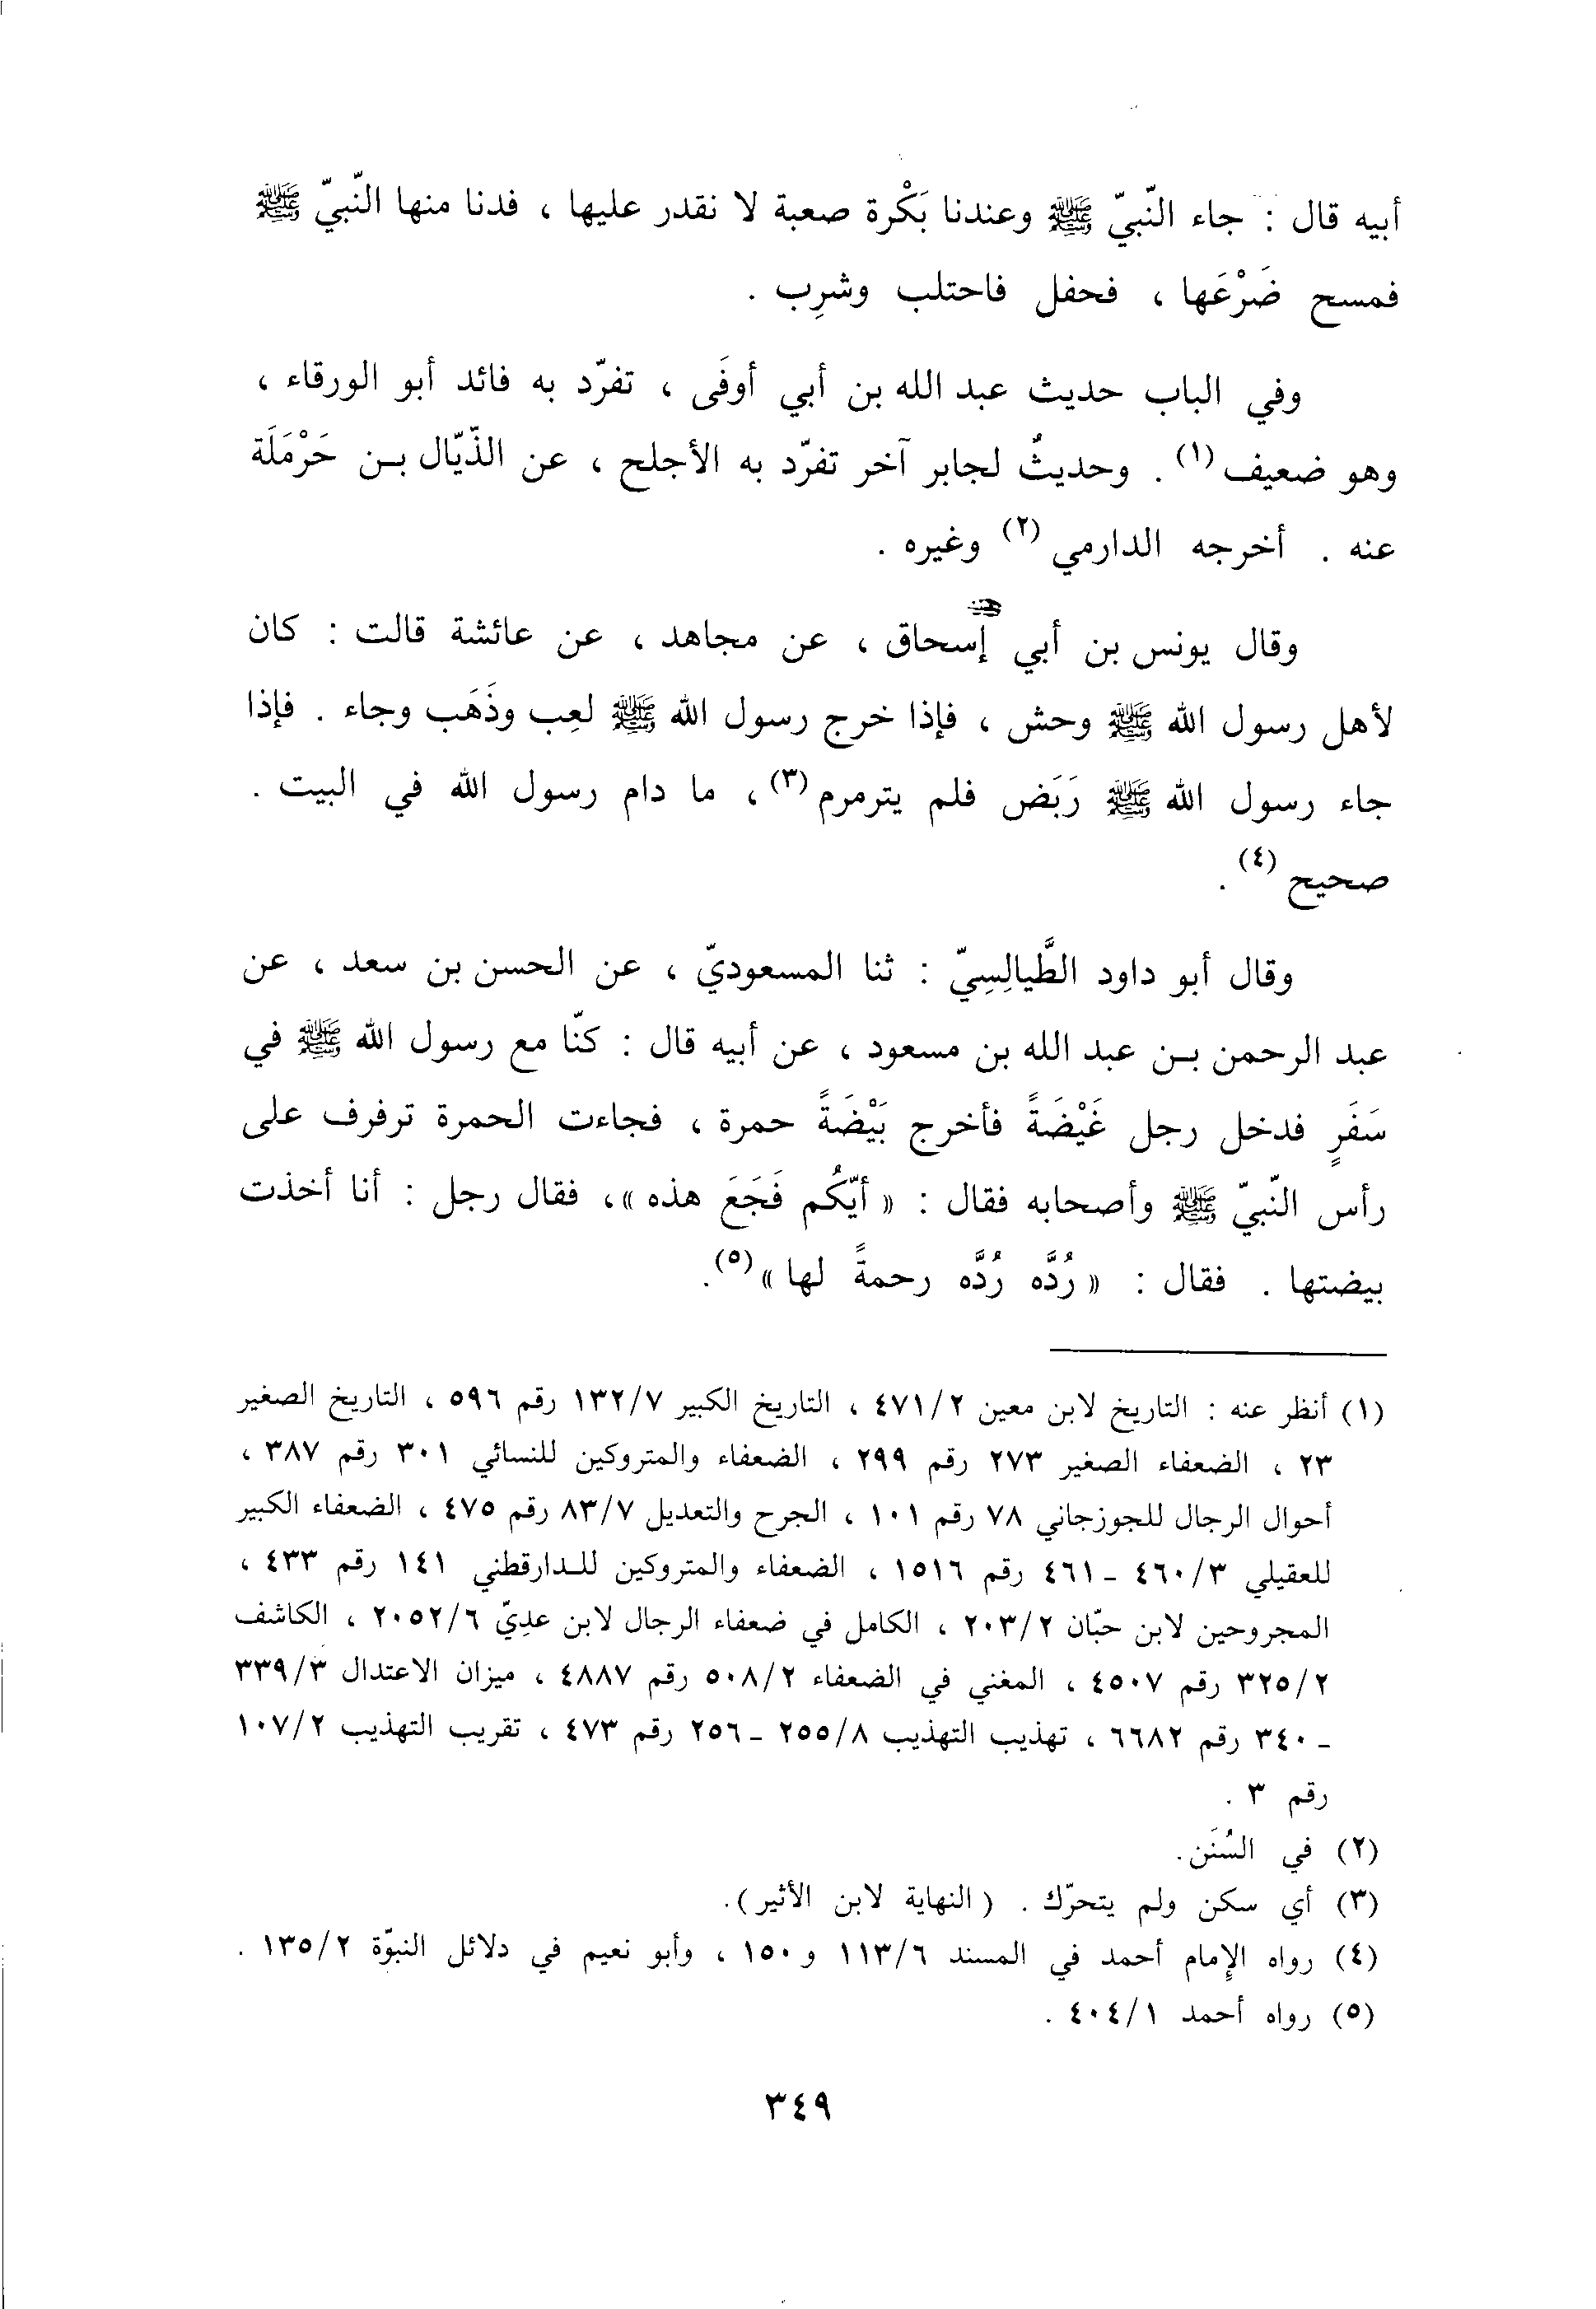 أبيه قال : جاء النّبيّ ﷺ وعندنا بَكْرة صعبة لا نقدر عليها ، فدنا منها النّبيّ ﷺ
فمسح ضَرْعَها ، فحفل فاحتلب وشرِب .
وفي الباب حديث عبد الله بن أبي أوفَى ، تفرّد به فائد أبو الورقاء ،
وهو ضعيف (١) . وحديثٌ لجابر آخر تفرّد به الأجلح ، عن الذّيّال بـن حَرْمَلَة
عنه . أخرجه الدارمي (٢) وغيره .
وقال يونس بن أبي إسحاق ، عن مجاهد ، عن عائشة قالت : كان
لأهل رسول الله ﷺ وحش ، فإذا خرج رسول الله ﷺ لعِب وذَهَب وجاء . فإذا
جاء رسول الله ﷺ رَبَض فلم يترمرم (٣) ، ما دام رسول الله في البيت .
صحيح (٤) .
وقال أبو داود الطَّيالِسِيّ : ثنا المسعوديّ ، عن الحسن بن سعد ، عن
عبد الرحمن بـن عبد الله بن مسعود ، عن أبيه قال : كنّا مع رسول الله ﷺ في
سَفَرٍ فدخل رجل غَيْضَةً فأخرج بَيْضَةً حمرة ، فجاءت الحمرة ترفرف على
رأس النّبيّ ﷺ وأصحابه فقال : « أيّكُم فَجَعَ هذه » ، فقال رجل : أنا أخذت
بيضتها . فقال : « رُدَّه رُدَّه رحمةً لها » (٥) .
(١) أنظر عنه : التاريخ لابن معين ٤٧١/٢ ، التاريخ الكبير ١٣٢/٧ رقم ٥٩٦ ، التاريخ الصغير
٢٣ ، الضعفاء الصغير ٢٧٣ رقم ٢٩٩ ، الضعفاء والمتروكين للنسائي ٣٠١ رقم ٣٨٧ ،
أحوال الرجال للجوزجاني ٧٨ رقم ١٠١ ، الجرح والتعديل ٨٣/٧ رقم ٤٧٥ ، الضعفاء الكبير
للعقيلي ٤٦٠/٣ - ٤٦١ رقم ١٥١٦ ، الضعفاء والمتروكين للـدارقطني ١٤١ رقم ٤٣٣ ،
المجروحين لابن حبّان ٢٠٣/٢ ، الكامل في ضعفاء الرجال لابن عدِيّ ٢٠٥٢/٦ ، الكاشف
٣٢٥/٢ رقم ٤٥٠٧ ، المغني في الضعفاء ٥٠٨/٢ رقم ٤٨٨٧ ، ميزان الاعتدال ٣٣٩/٣
- ٣٤٠ رقم ٦٦٨٢ ، تهذيب التهذيب ٢٥٥/٨ - ٢٥٦ رقم ٤٧٣ ، تقريب التهذيب ١٠٧/٢
رقم ٣ .
(٢) في السُنَن .
(٣) أي سكن ولم يتحرّك . (النهاية لابن الأثير) .
(٤) رواه الإمام أحمد في المسند ١١٣/٦ و ١٥٠ ، وأبو نعيم في دلائل النبوّة ١٣٥/٢ .
(٥) رواه أحمد ٤٠٤/١ .
٣٤٩